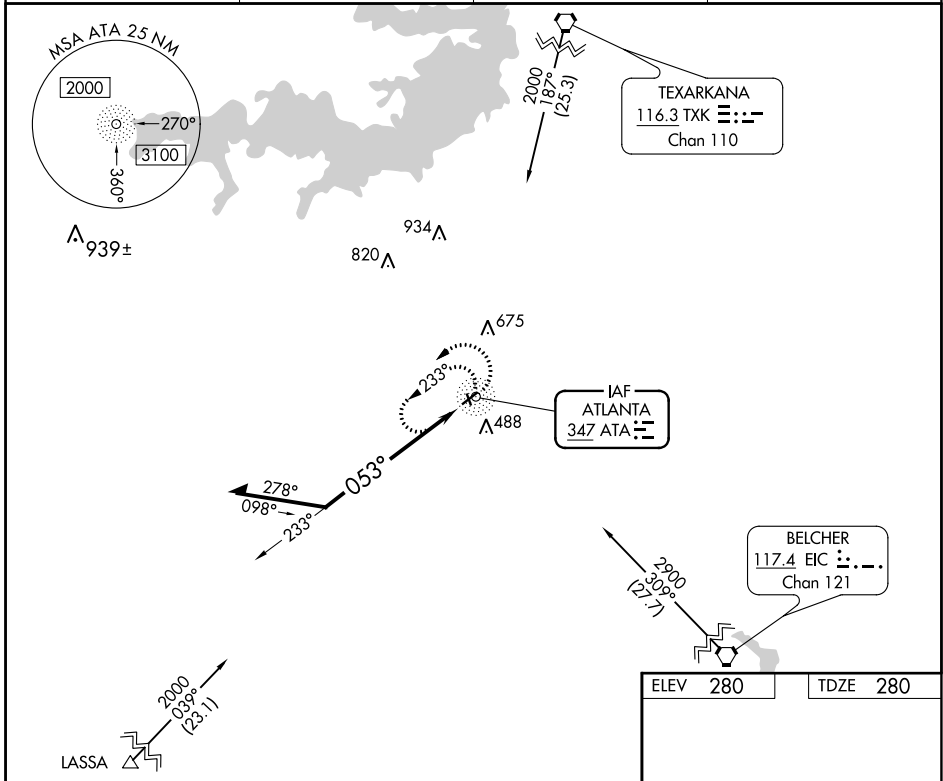 MSA ATA 25 NM
2000
270°
3100
360°
939±
2000
187°
(25.3)
TEXARKANA
116.3 TXK
Chan 110
934
820
675
233°
IAF
ATLANTA
347 ATA
488
053°
278°
098°
233°
2900
309°
(27.7)
BELCHER
117.4 EIC
Chan 121
2000
039°
(23.1)
LASSA
ELEV 280
TDZE 280